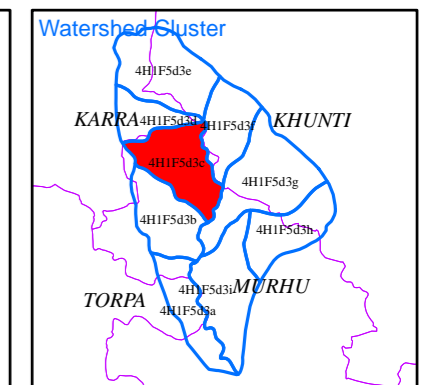 Watershed Cluster
4H1F5d3e
KARRA
4H1F5d3d
4H1F5d3f
KHUNTI
4H1F5d3c
4H1F5d3g
4H1F5d3b
4H1F5d3h
4H1F5d3i
MURHU
TORPA
4H1F5d3a